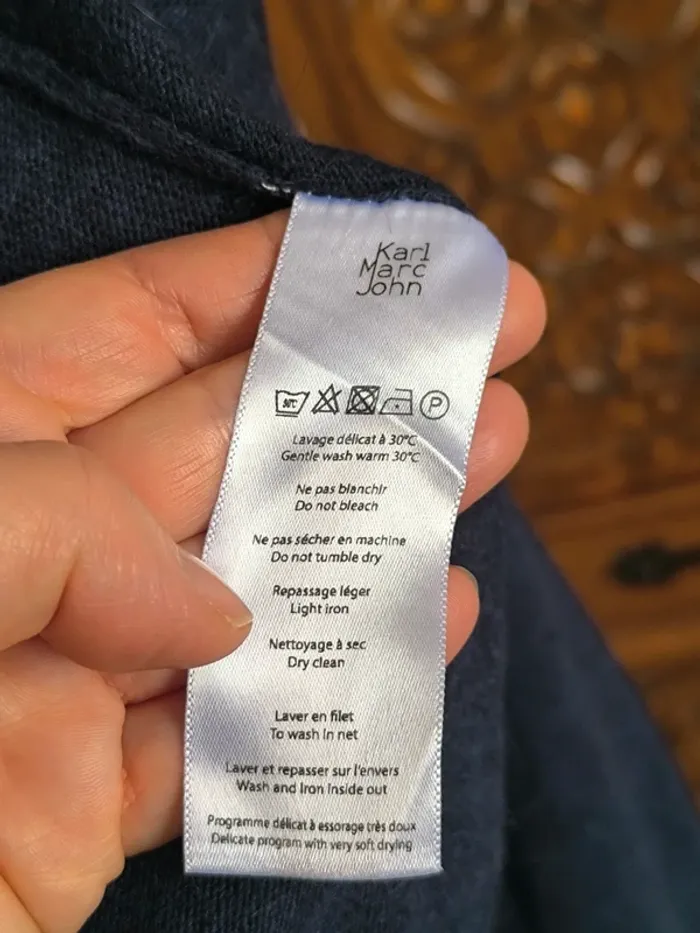 Karl
Marc
John
30°C P
Lavage délicat à 30°C
Gentle wash warm 30°C
Ne pas blanchir
Do not bleach
Ne pas sécher en machine
Do not tumble dry
Repassage léger
Light iron
Nettoyage à sec
Dry clean
Laver en filet
To wash in net
Laver et repasser sur l'envers
Wash and Iron Inside out
Programme délicat à essorage très doux
Delicate program with very soft drying